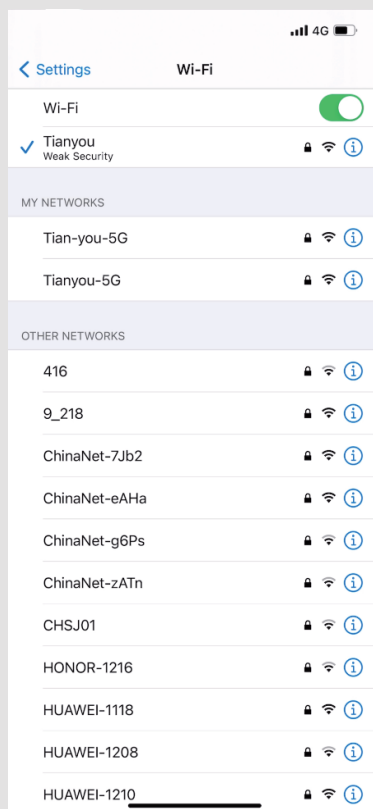 4G
Settings
Wi-Fi
Wi-Fi
Tianyou
Weak Security
MY NETWORKS
Tian-you-5G
Tianyou-5G
OTHER NETWORKS
416
9_218
ChinaNet-7Jb2
ChinaNet-eAHa
ChinaNet-g6Ps
ChinaNet-zATn
CHSJ01
HONOR-1216
HUAWEI-1118
HUAWEI-1208
HUAWEI-1210